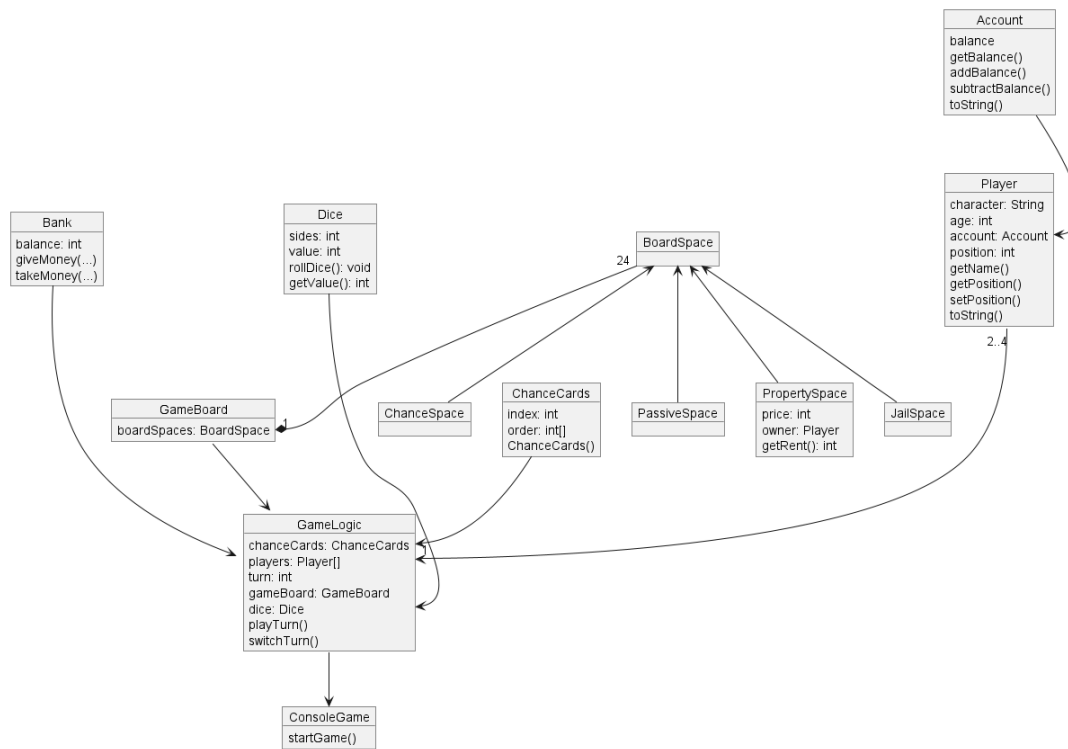 Account
balance
getBalance()
addBalance()
subtractBalance()
toString()
Player
character: String
age: int
account: Account
position: int
getName()
getPosition()
setPosition()
toString()
2..4
Bank
balance: int
giveMoney(...)
takeMoney(...)
Dice
sides: int
value: int
rollDice(): void
getValue(): int
BoardSpace
24
GameBoard
boardSpaces: BoardSpace
1
ChanceSpace
ChanceCards
index: int
order: int[]
ChanceCards()
PassiveSpace
PropertySpace
price: int
owner: Player
getRent(): int
JailSpace
GameLogic
chanceCards: ChanceCards
players: Player[]
turn: int
gameBoard: GameBoard
dice: Dice
playTurn()
switchTurn()
1
ConsoleGame
startGame()